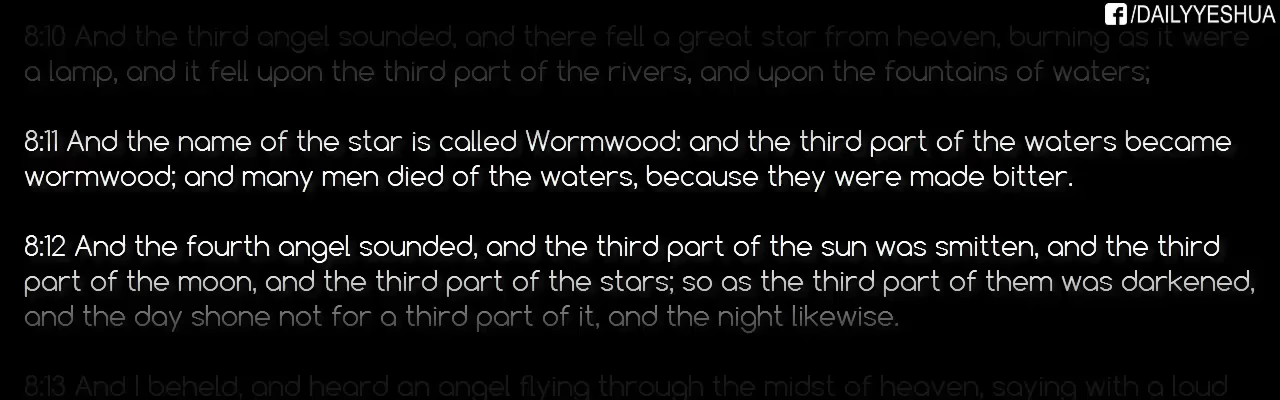 /DAILYYESHUA
8:10 And the third angel sounded, and there fell a great star from heaven, burning as it were
a lamp, and it fell upon the third part of the rivers, and upon the fountains of waters;
8:11 And the name of the star is called Wormwood: and the third part of the waters became
wormwood; and many men died of the waters, because they were made bitter.
8:12 And the fourth angel sounded, and the third part of the sun was smitten, and the third
part of the moon, and the third part of the stars; so as the third part of them was darkened,
and the day shone not for a third part of it, and the night likewise.
8:13 And I beheld, and heard an angel flying through the midst of heaven, saying with a loud